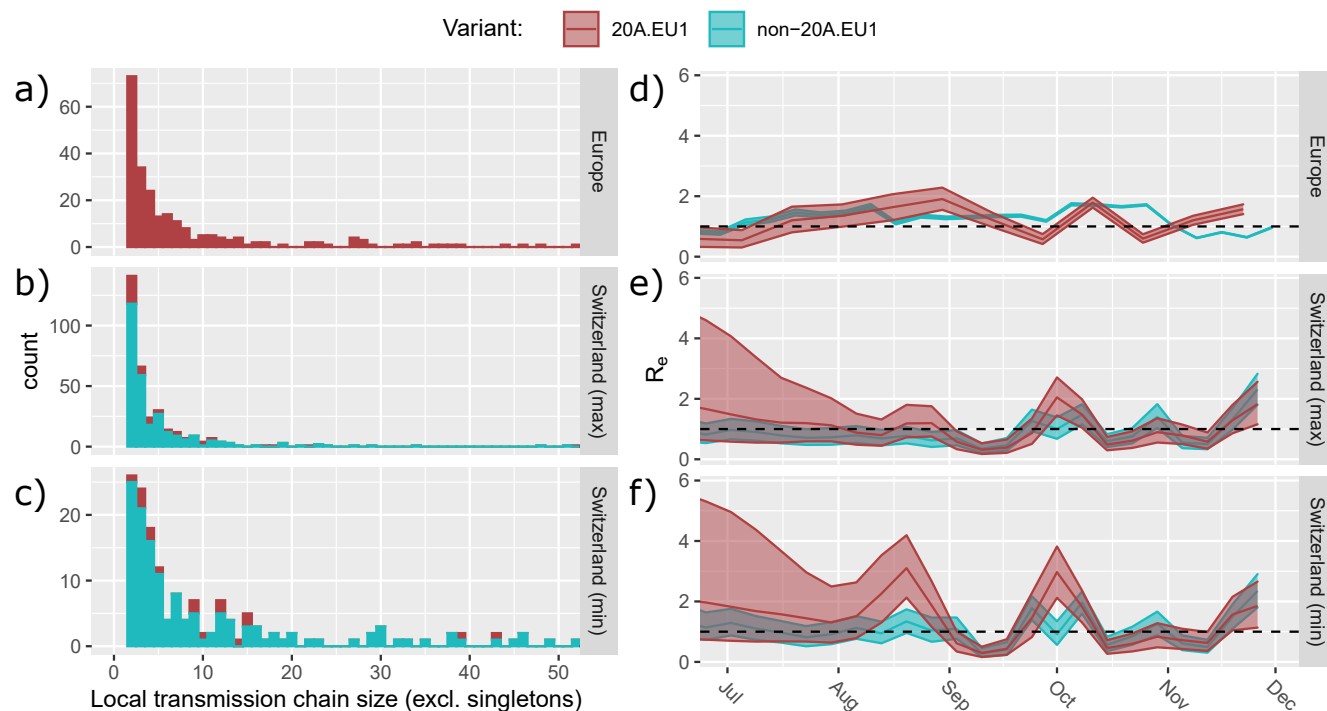 Variant: 20A.EU1 non−20A.EU1
a)
60
40
20
0
Europe
b)
100
50
0
Switzerland (max)
c)
20
10
0
Switzerland (min)
count
0 10 20 30 40 50
Local transmission chain size (excl. singletons)
d)
6
4
2
0
Europe
e)
6
4
2
0
Switzerland (max)
f)
6
4
2
0
Switzerland (min)
Re
Jul Aug Sep Oct Nov Dec